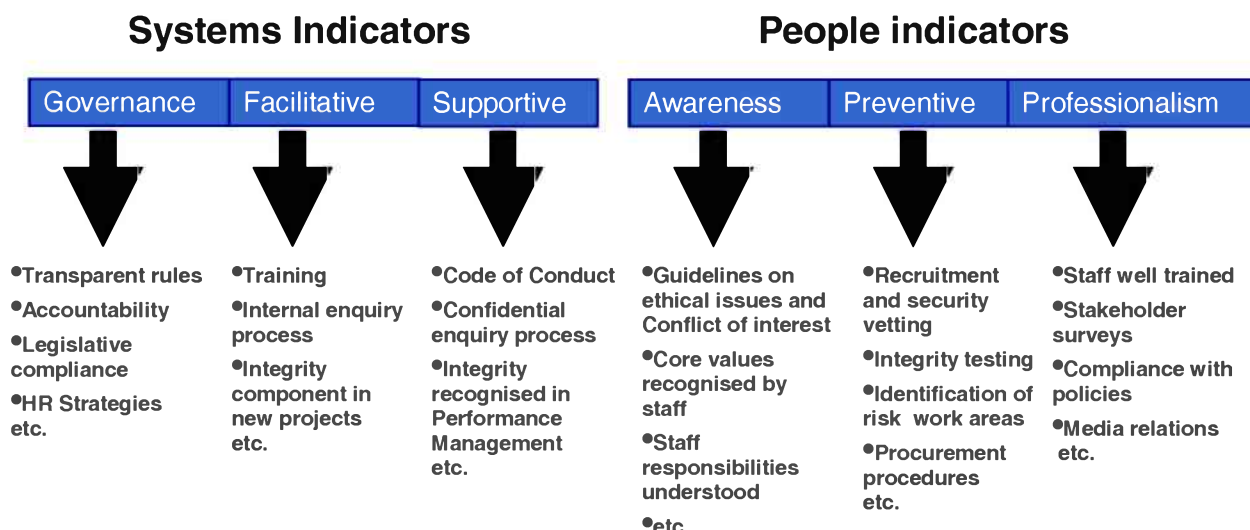 Systems Indicators
People indicators
Governance
Facilitative
Supportive
Awareness
Preventive
Professionalism
•Transparent rules
•Accountability
•Legislative
compliance
•HR Strategies
etc.
•Training
•Internal enquiry
process
•Integrity
component in
new projects
etc.
•Code of Conduct
•Confidential
enquiry process
•Integrity
recognised in
Performance
Management
etc.
•Guidelines on
ethical issues and
Conflict of interest
•Core values
recognised by
staff
•Staff
responsibilities
understood
•etc
•Recruitment
and security
vetting
•Integrity testing
•Identification of
risk work areas
•Procurement
procedures
etc.
•Staff well trained
•Stakeholder
surveys
•Compliance with
policies
•Media relations
etc.